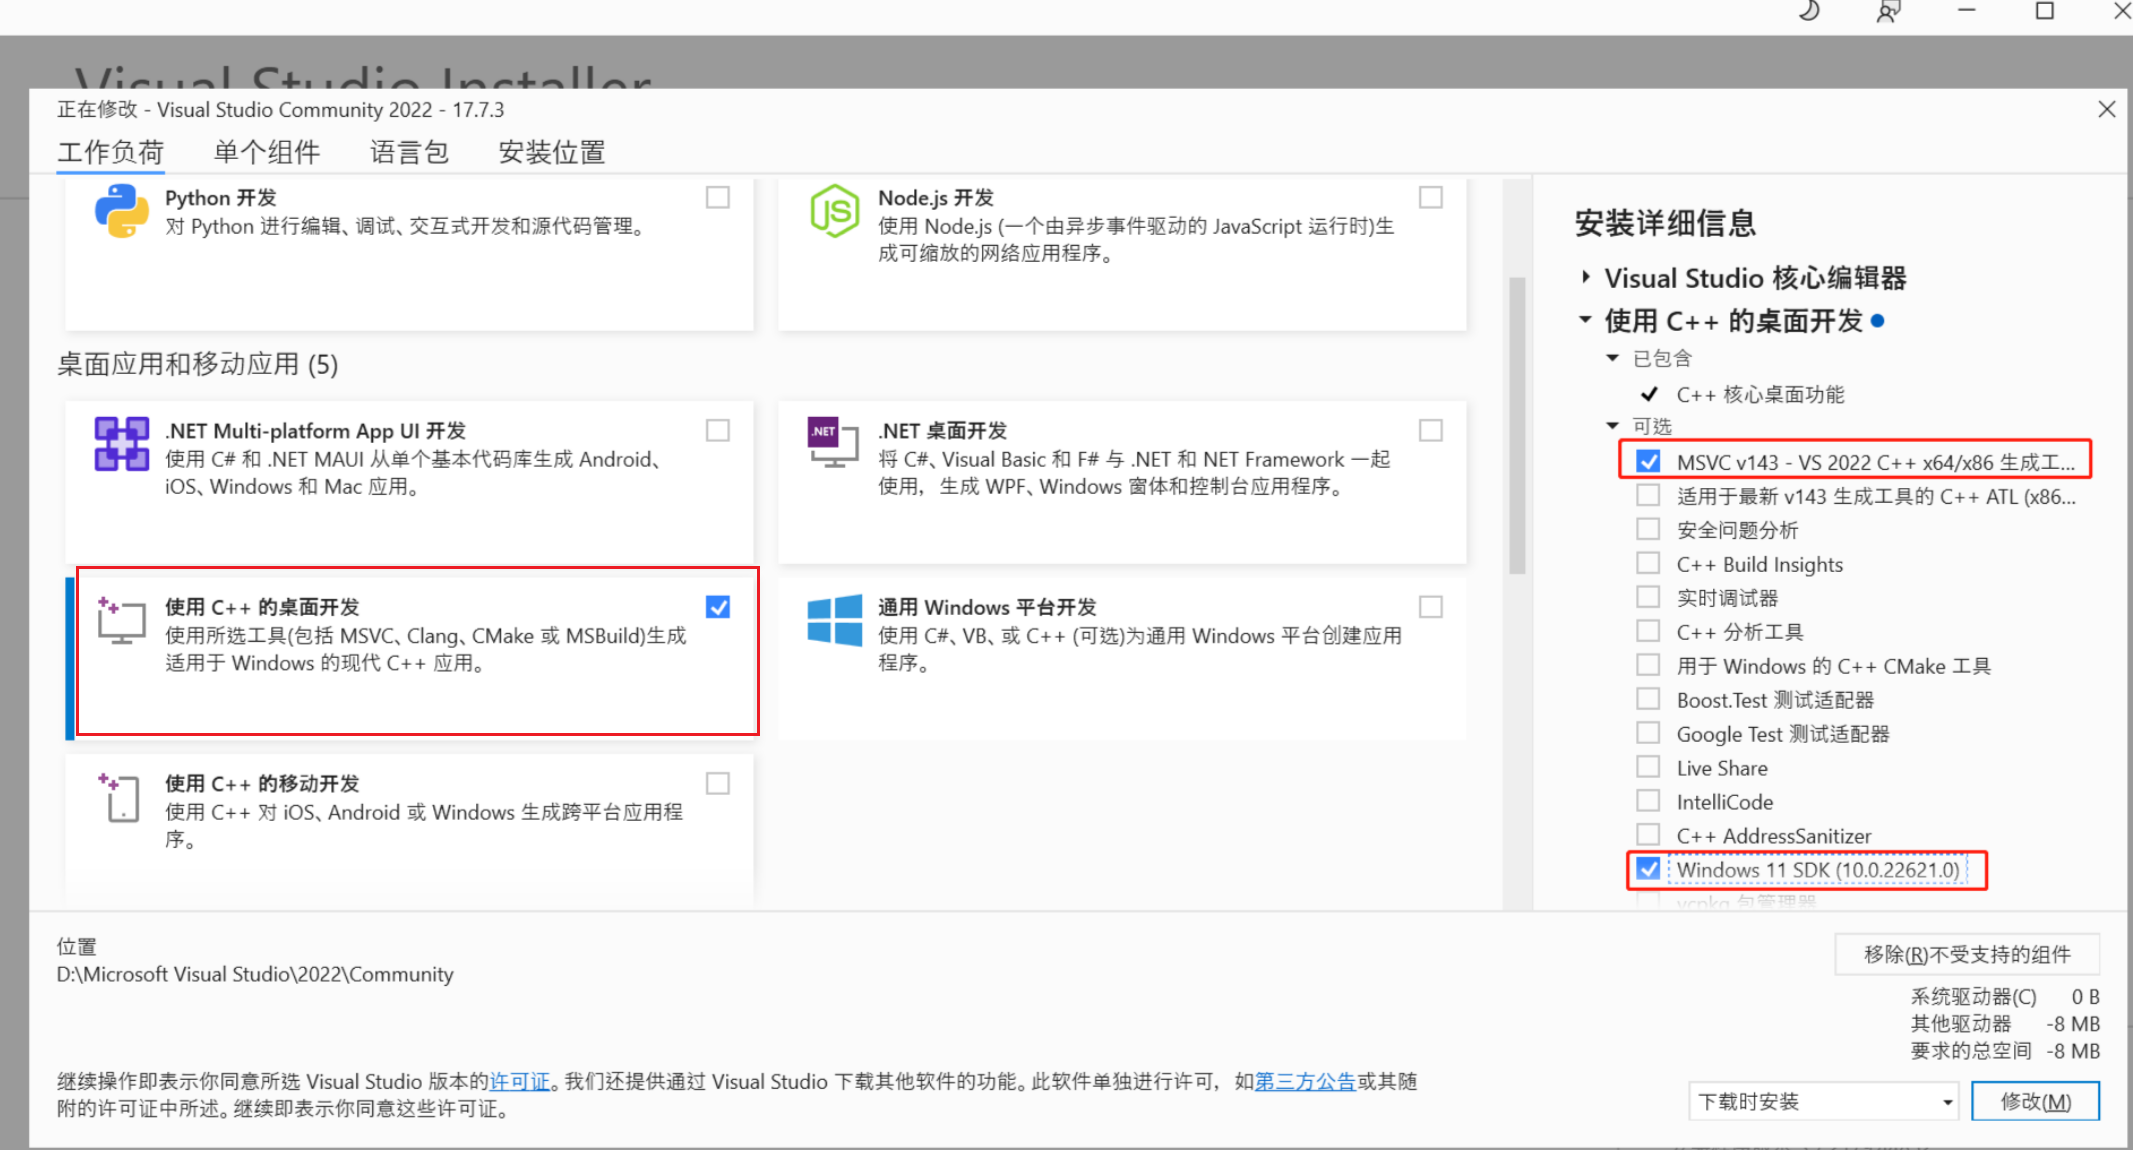 Visual Studio Installer
正在修改 - Visual Studio Community 2022 - 17.7.3
工作负荷 单个组件 语言包 安装位置
Python 开发
对 Python 进行编辑、调试、交互式开发和源代码管理。
Node.js 开发
使用 Node.js (一个由异步事件驱动的 JavaScript 运行时)生
成可缩放的网络应用程序。
桌面应用和移动应用 (5)
.NET Multi-platform App UI 开发
使用 C# 和 .NET MAUI 从单个基本代码库生成 Android、
iOS、Windows 和 Mac 应用。
.NET
.NET 桌面开发
将 C#、Visual Basic 和 F# 与 .NET 和 NET Framework 一起
使用，生成 WPF、Windows 窗体和控制台应用程序。
使用 C++ 的桌面开发
使用所选工具(包括 MSVC、Clang、CMake 或 MSBuild)生成
适用于 Windows 的现代 C++ 应用。
通用 Windows 平台开发
使用 C#、VB、或 C++ (可选)为通用 Windows 平台创建应用
程序。
使用 C++ 的移动开发
使用 C++ 对 iOS、Android 或 Windows 生成跨平台应用程
序。
安装详细信息
Visual Studio 核心编辑器
使用 C++ 的桌面开发
已包含
C++ 核心桌面功能
可选
MSVC v143 - VS 2022 C++ x64/x86 生成工...
适用于最新 v143 生成工具的 C++ ATL (x86...
安全问题分析
C++ Build Insights
实时调试器
C++ 分析工具
用于 Windows 的 C++ CMake 工具
Boost.Test 测试适配器
Google Test 测试适配器
Live Share
IntelliCode
C++ AddressSanitizer
Windows 11 SDK (10.0.22621.0)
vcpkg 包管理器
位置
D:\Microsoft Visual Studio\2022\Community
移除(R)不受支持的组件
系统驱动器(C) 0 B
其他驱动器 -8 MB
要求的总空间 -8 MB
继续操作即表示你同意所选 Visual Studio 版本的许可证。我们还提供通过 Visual Studio 下载其他软件的功能。此软件单独进行许可，如第三方公告或其随
附的许可证中所述。继续即表示你同意这些许可证。
下载时安装
修改(M)